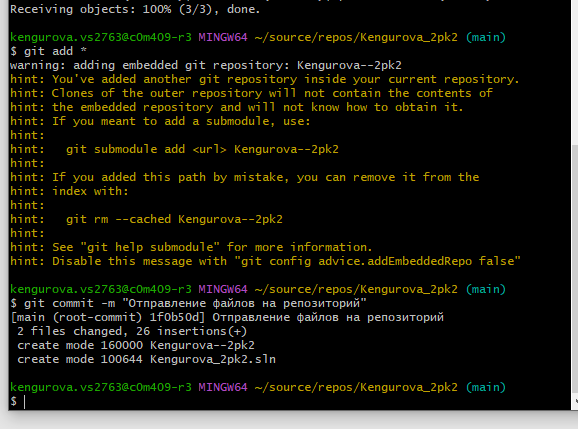 Receiving objects: 100% (3/3), done.
kengurova.vs2763@c0m409-r3 MINGW64 ~/source/repos/Kengurova_2pk2 (main)
$ git add *
warning: adding embedded git repository: Kengurova--2pk2
hint: You've added another git repository inside your current repository.
hint: Clones of the outer repository will not contain the contents of
hint: the embedded repository and will not know how to obtain it.
hint: If you meant to add a submodule, use:
hint:
hint:   git submodule add <url> Kengurova--2pk2
hint:
hint: If you added this path by mistake, you can remove it from the
hint: index with:
hint:
hint:   git rm --cached Kengurova--2pk2
hint:
hint: See "git help submodule" for more information.
hint: Disable this message with "git config advice.addEmbeddedRepo false"
kengurova.vs2763@c0m409-r3 MINGW64 ~/source/repos/Kengurova_2pk2 (main)
$ git commit -m "Отправление файлов на репозиторий"
[main (root-commit) 1f0b50d] Отправление файлов на репозиторий
 2 files changed, 26 insertions(+)
 create mode 160000 Kengurova--2pk2
 create mode 100644 Kengurova_2pk2.sln
kengurova.vs2763@c0m409-r3 MINGW64 ~/source/repos/Kengurova_2pk2 (main)
$